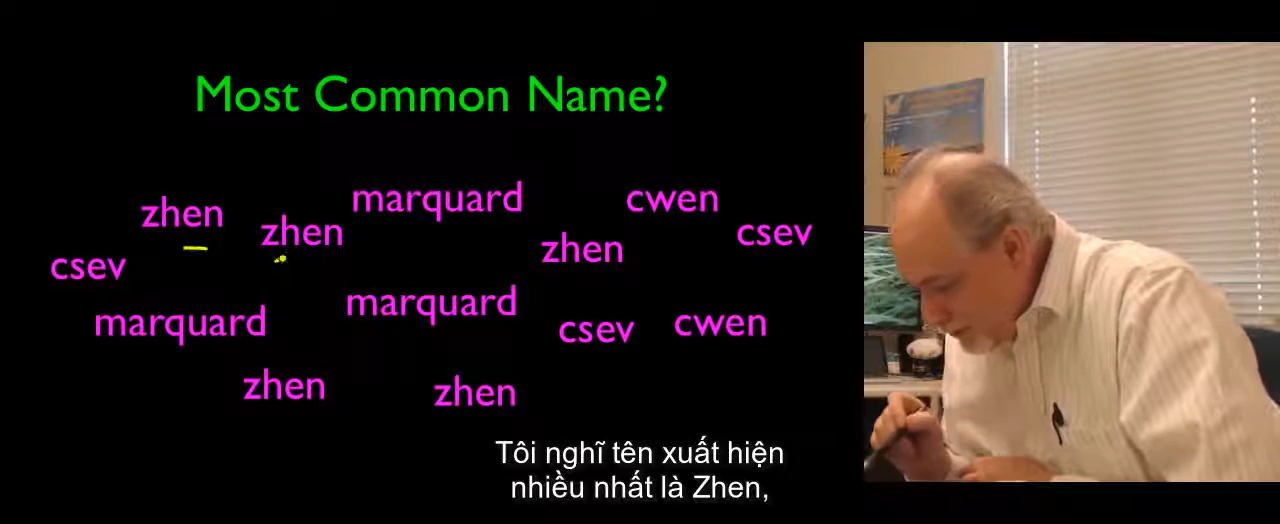 Most Common Name?
zhen zhen marquard zhen cwen csev
csev
marquard marquard csev cwen
zhen zhen
Tôi nghĩ tên xuất hiện
nhiều nhất là Zhen,